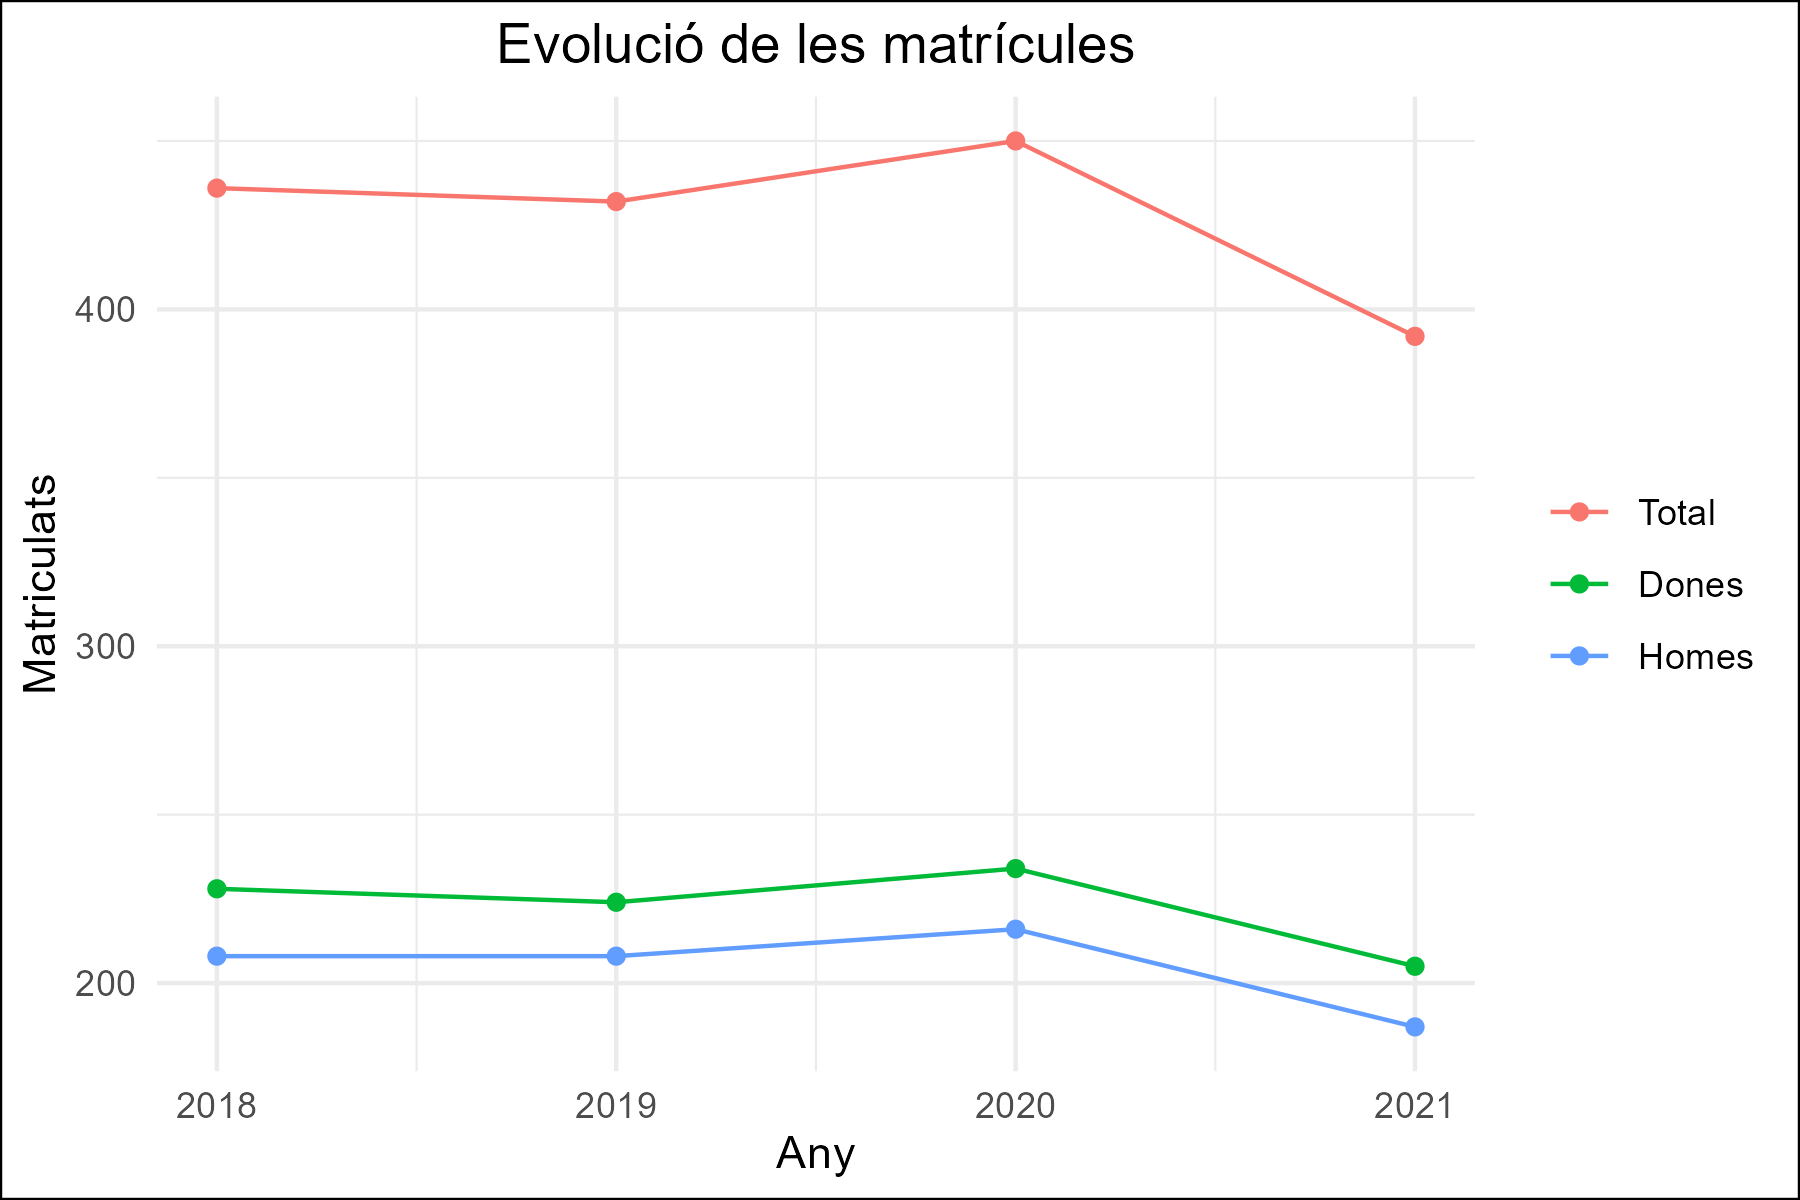 Evolució de les matrícules
Matriculats
400
300
200
2018 2019 2020 2021
Any
Total
Dones
Homes